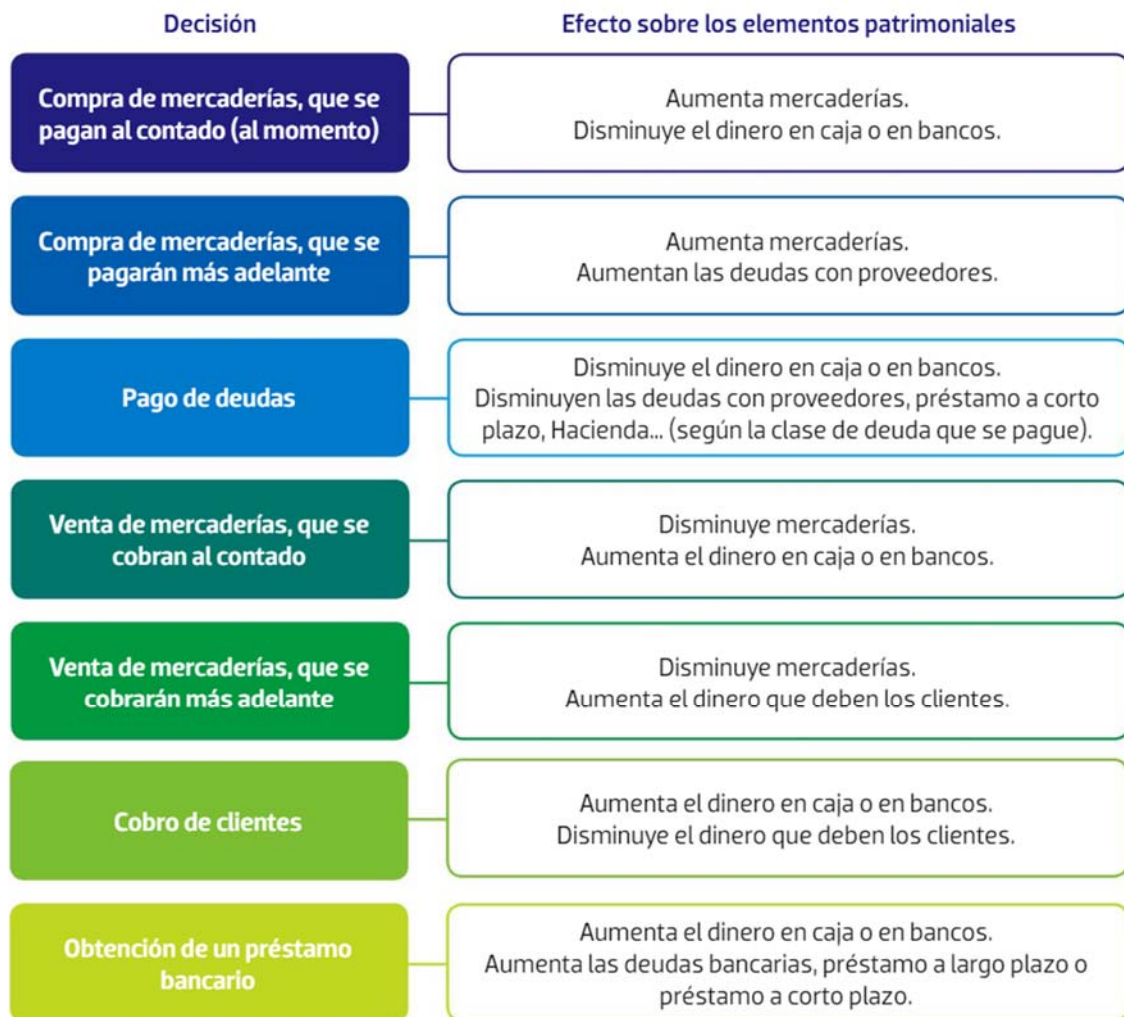 Decisión
Efecto sobre los elementos patrimoniales
Compra de mercaderías, que se
pagan al contado (al momento)
Aumenta mercaderías.
Disminuye el dinero en caja o en bancos.
Compra de mercaderías, que se
pagarán más adelante
Aumenta mercaderías.
Aumentan las deudas con proveedores.
Pago de deudas
Disminuye el dinero en caja o en bancos.
Disminuyen las deudas con proveedores, préstamo a corto
plazo, Hacienda... (según la clase de deuda que se pague).
Venta de mercaderías, que se
cobran al contado
Disminuye mercaderías.
Aumenta el dinero en caja o en bancos.
Venta de mercaderías, que se
cobrarán más adelante
Disminuye mercaderías.
Aumenta el dinero que deben los clientes.
Cobro de clientes
Aumenta el dinero en caja o en bancos.
Disminuye el dinero que deben los clientes.
Obtención de un préstamo
bancario
Aumenta el dinero en caja o en bancos.
Aumenta las deudas bancarias, préstamo a largo plazo o
préstamo a corto plazo.